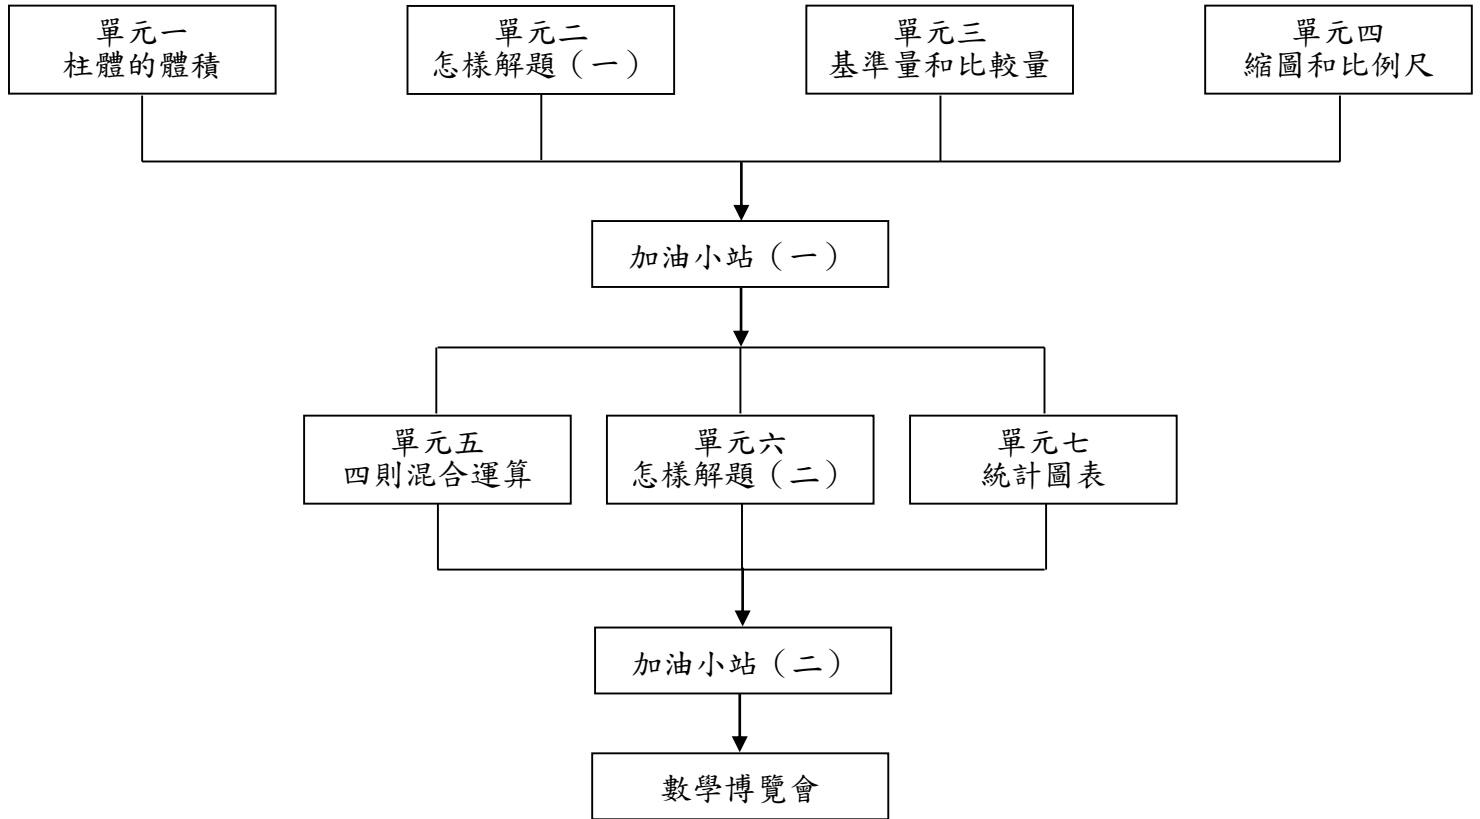 單元一
柱體的體積
單元二
怎樣解題（一）
單元三
基準量和比較量
單元四
縮圖和比例尺
加油小站（一）
單元五
四則混合運算
單元六
怎樣解題（二）
單元七
統計圖表
加油小站（二）
數學博覽會